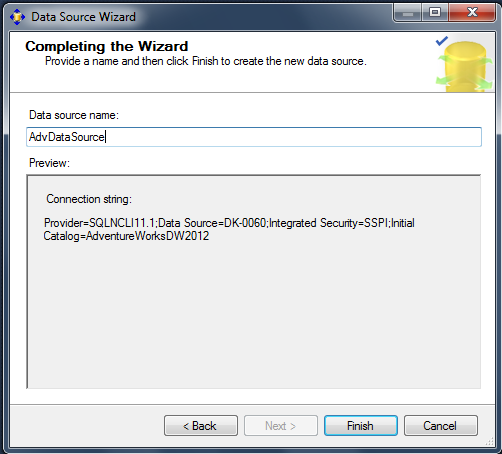 Data Source Wizard
Completing the Wizard
Provide a name and then click Finish to create the new data source.
Data source name:
AdvDataSource
Preview:
Connection string:
Provider=SQLNCLI11.1;Data Source=DK-0060;Integrated Security=SSPI;Initial
Catalog=AdventureWorksDW2012
< Back Next > Finish Cancel